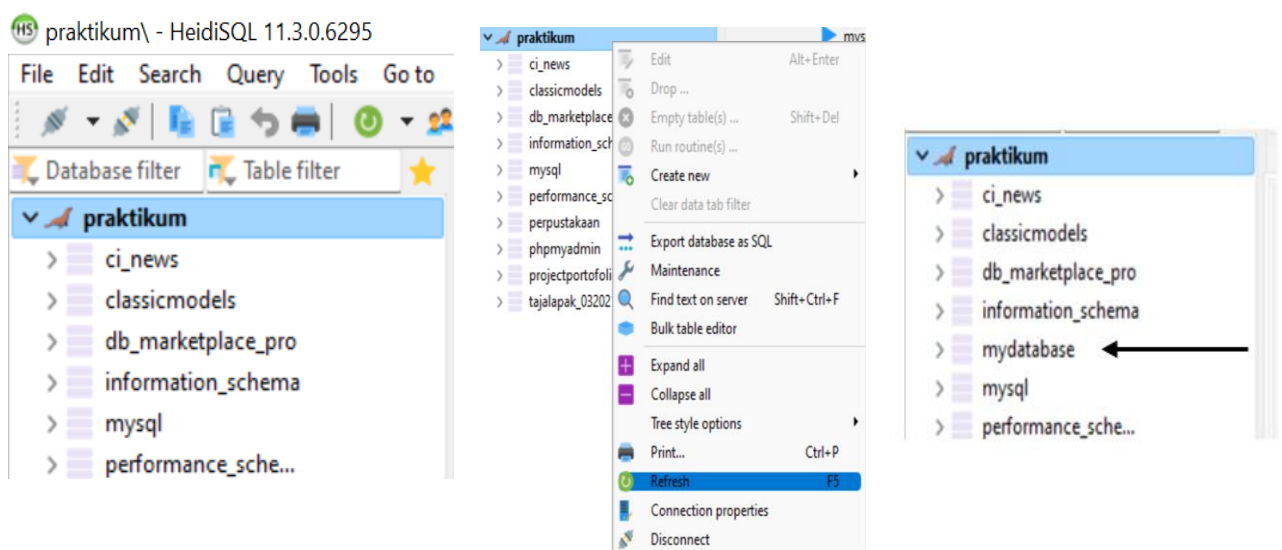 praktikum\ - HeidiSQL 11.3.0.6295
File Edit Search Query Tools Go to
Database filter Table filter
praktikum
ci_news
classicmodels
db_marketplace_pro
information_schema
mysql
performance_sche...
praktikum
ci_news
classicmodels
db_marketplace
information_sch
mysql
performance_sc
perpustakaan
phpmyadmin
projectportofoli
tajalapak_03202
mys
Edit Alt+Enter
Drop ...
Empty table(s) ... Shift+Del
Run routine(s) ...
Create new
Clear data tab filter
Export database as SQL
Maintenance
Find text on server Shift+Ctrl+F
Bulk table editor
Expand all
Collapse all
Tree style options
Print... Ctrl+P
Refresh F5
Connection properties
Disconnect
praktikum
ci_news
classicmodels
db_marketplace_pro
information_schema
mydatabase
mysql
performance_sche...